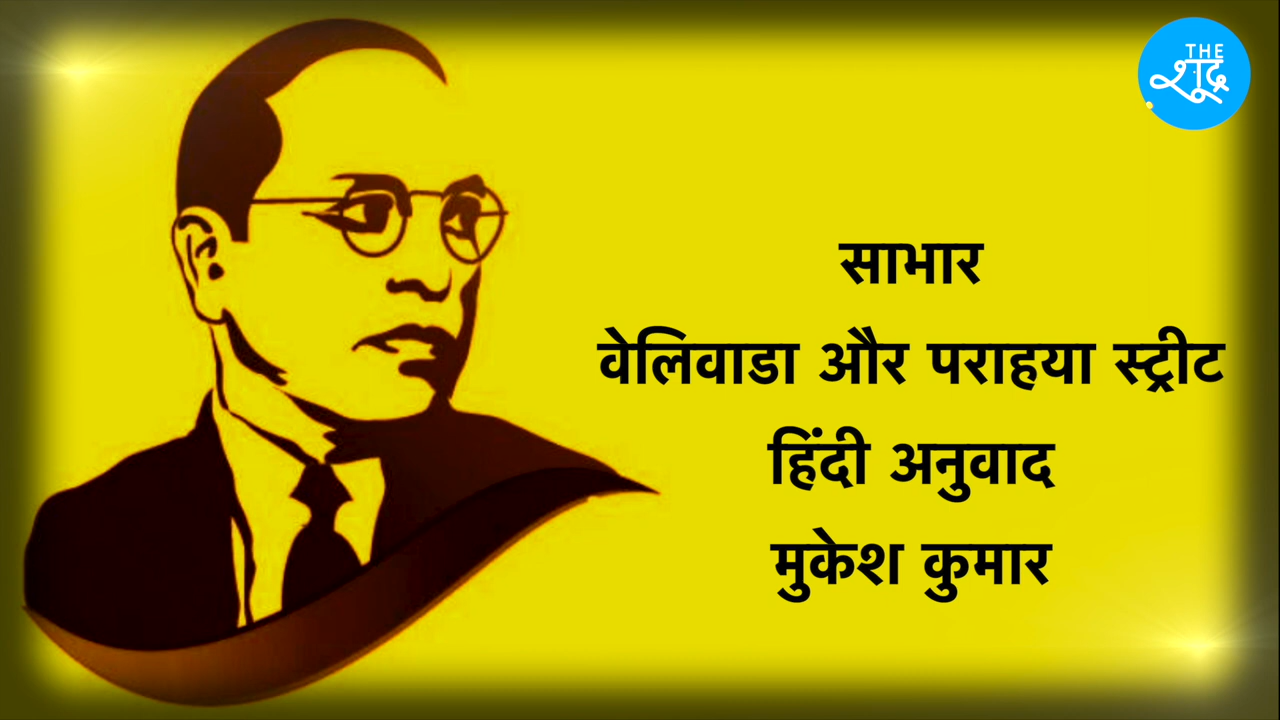 THE
शूद्र
साभार
वेलिवाडा और पराहया स्ट्रीट
हिंदी अनुवाद
मुकेश कुमार